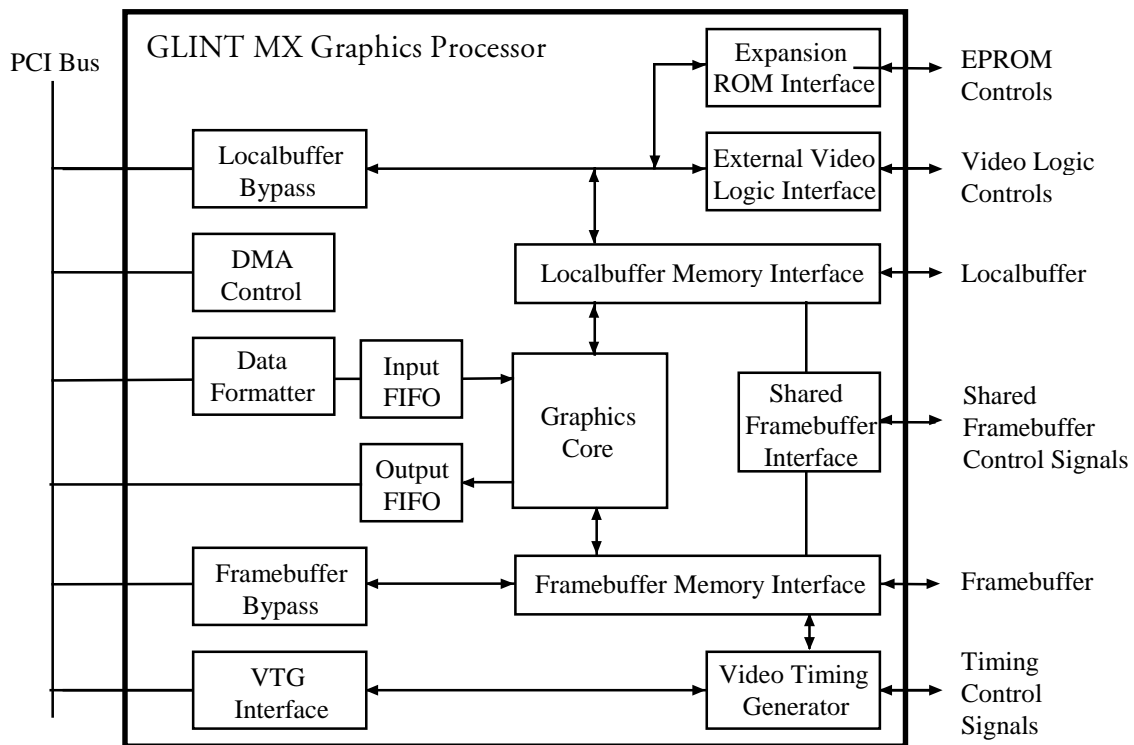 GLINT MX Graphics Processor
PCI Bus
Expansion
ROM Interface
EPROM
Controls
Localbuffer
Bypass
External Video
Logic Interface
Video Logic
Controls
DMA
Control
Localbuffer Memory Interface
Localbuffer
Data
Formatter
Input
FIFO
Graphics
Core
Shared
Framebuffer
Interface
Shared
Framebuffer
Control Signals
Output
FIFO
Framebuffer
Bypass
Framebuffer Memory Interface
Framebuffer
VTG
Interface
Video Timing
Generator
Timing
Control
Signals